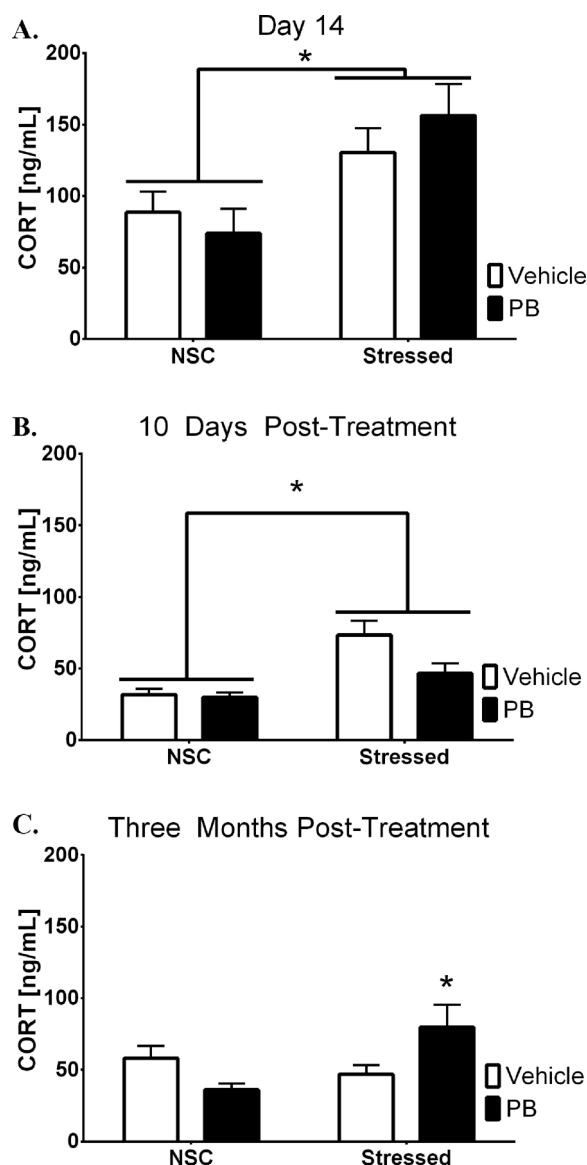 A.
Day 14
*
200
150
100
50
0
CORT [ng/mL]
Vehicle
PB
NSC Stressed
B.
10 Days Post-Treatment
*
200
150
100
50
0
CORT [ng/mL]
Vehicle
PB
NSC Stressed
C.
Three Months Post-Treatment
200
150
100
50
0
CORT [ng/mL]
*
Vehicle
PB
NSC Stressed